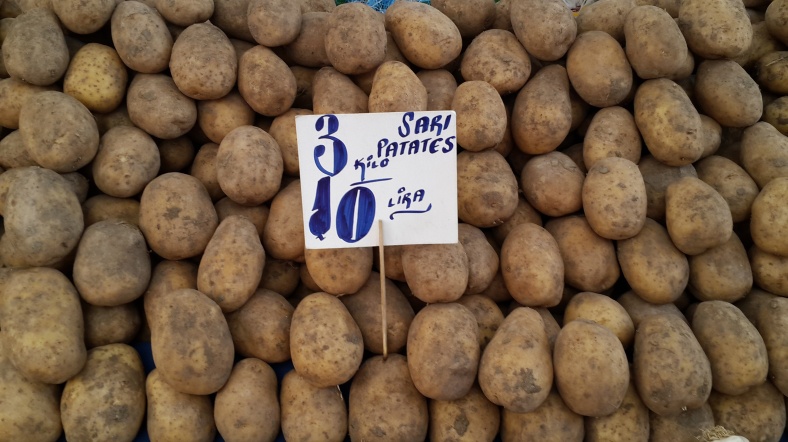 3 SARI
KİLO PATATES
10 LİRA